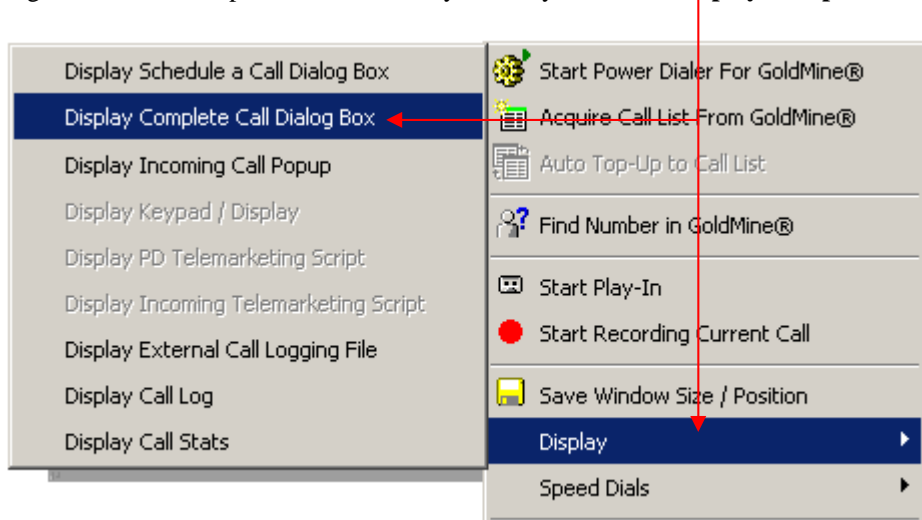 Display Schedule a Call Dialog Box
Display Complete Call Dialog Box
Display Incoming Call Popup
Display Keypad / Display
Display PD Telemarketing Script
Display Incoming Telemarketing Script
Display External Call Logging File
Display Call Log
Display Call Stats
Start Power Dialer For GoldMine®
Acquire Call List From GoldMine®
Auto Top-Up to Call List
Find Number in GoldMine®
Start Play-In
Start Recording Current Call
Save Window Size / Position
Display
Speed Dials